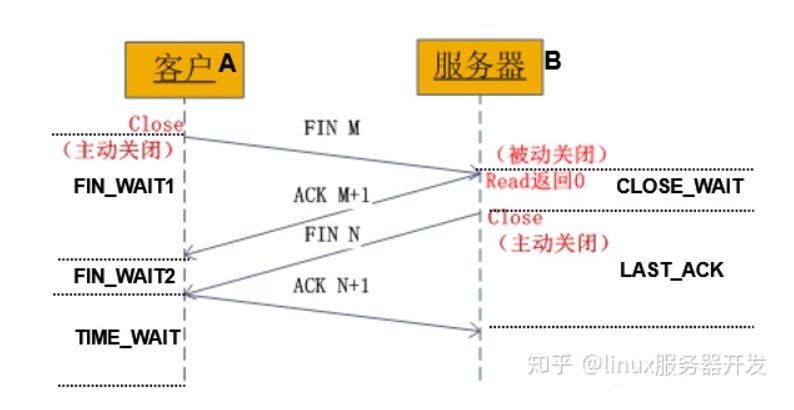 客户A
服务器B
Close
(主动关闭)
FIN M
(被动关闭)
Read返回0
FIN_WAIT1
CLOSE_WAIT
ACK M+1
Close
(主动关闭)
FIN N
FIN_WAIT2
LAST_ACK
ACK N+1
TIME_WAIT
知乎 @linux服务器开发